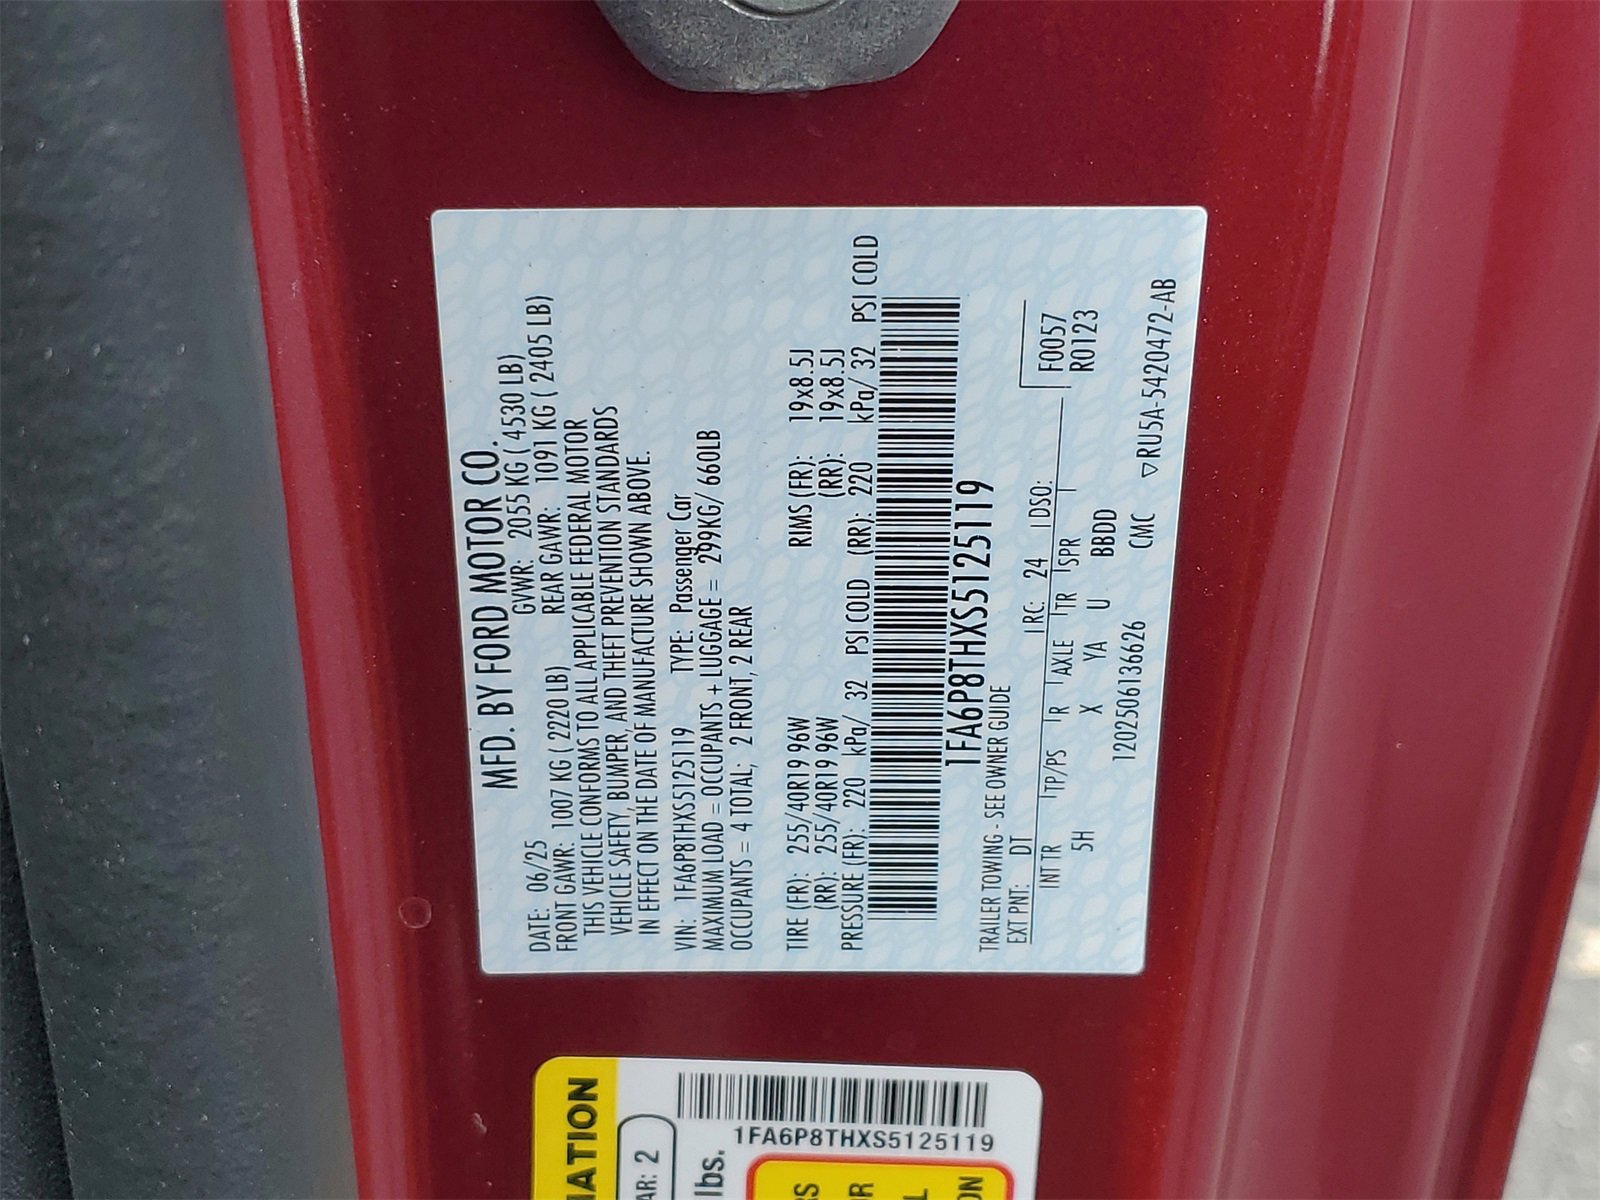 MFD. BY FORD MOTOR CO.
DATE: 06/25 GVWR: 2055 KG ( 4530 LB)
FRONT GAWR: 1007 KG ( 2220 LB) REAR GAWR: 1091 KG ( 2405 LB)
THIS VEHICLE CONFORMS TO ALL APPLICABLE FEDERAL MOTOR
VEHICLE SAFETY, BUMPER, AND THEFT PREVENTION STANDARDS
IN EFFECT ON THE DATE OF MANUFACTURE SHOWN ABOVE.
VIN: 1FA6P8THXS5125119 TYPE: Passenger Car
MAXIMUM LOAD = OCCUPANTS + LUGGAGE = 299KG/ 660LB
OCCUPANTS = 4 TOTAL; 2 FRONT, 2 REAR
TIRE (FR): 255/40R19 96W RIMS (FR): 19x8.5J
(RR): 255/40R19 96W (RR): 19x8.5J
PRESSURE (FR): 220 kPa/ 32 PSI COLD (RR): 220 kPa/ 32 PSI COLD
1FA6P8THXS5125119
TRAILER TOWING - SEE OWNER GUIDE
EXT PNT: DT RC: 24 DSO:
F0057
R0123
INT TR TP/PS R AXLE TR SPR
5H X YA U BBDD
1202506136626 CMC
▽RU5A-5420472-AB
MATION
AR: 2
1FA6P8THXS5125119
lbs.